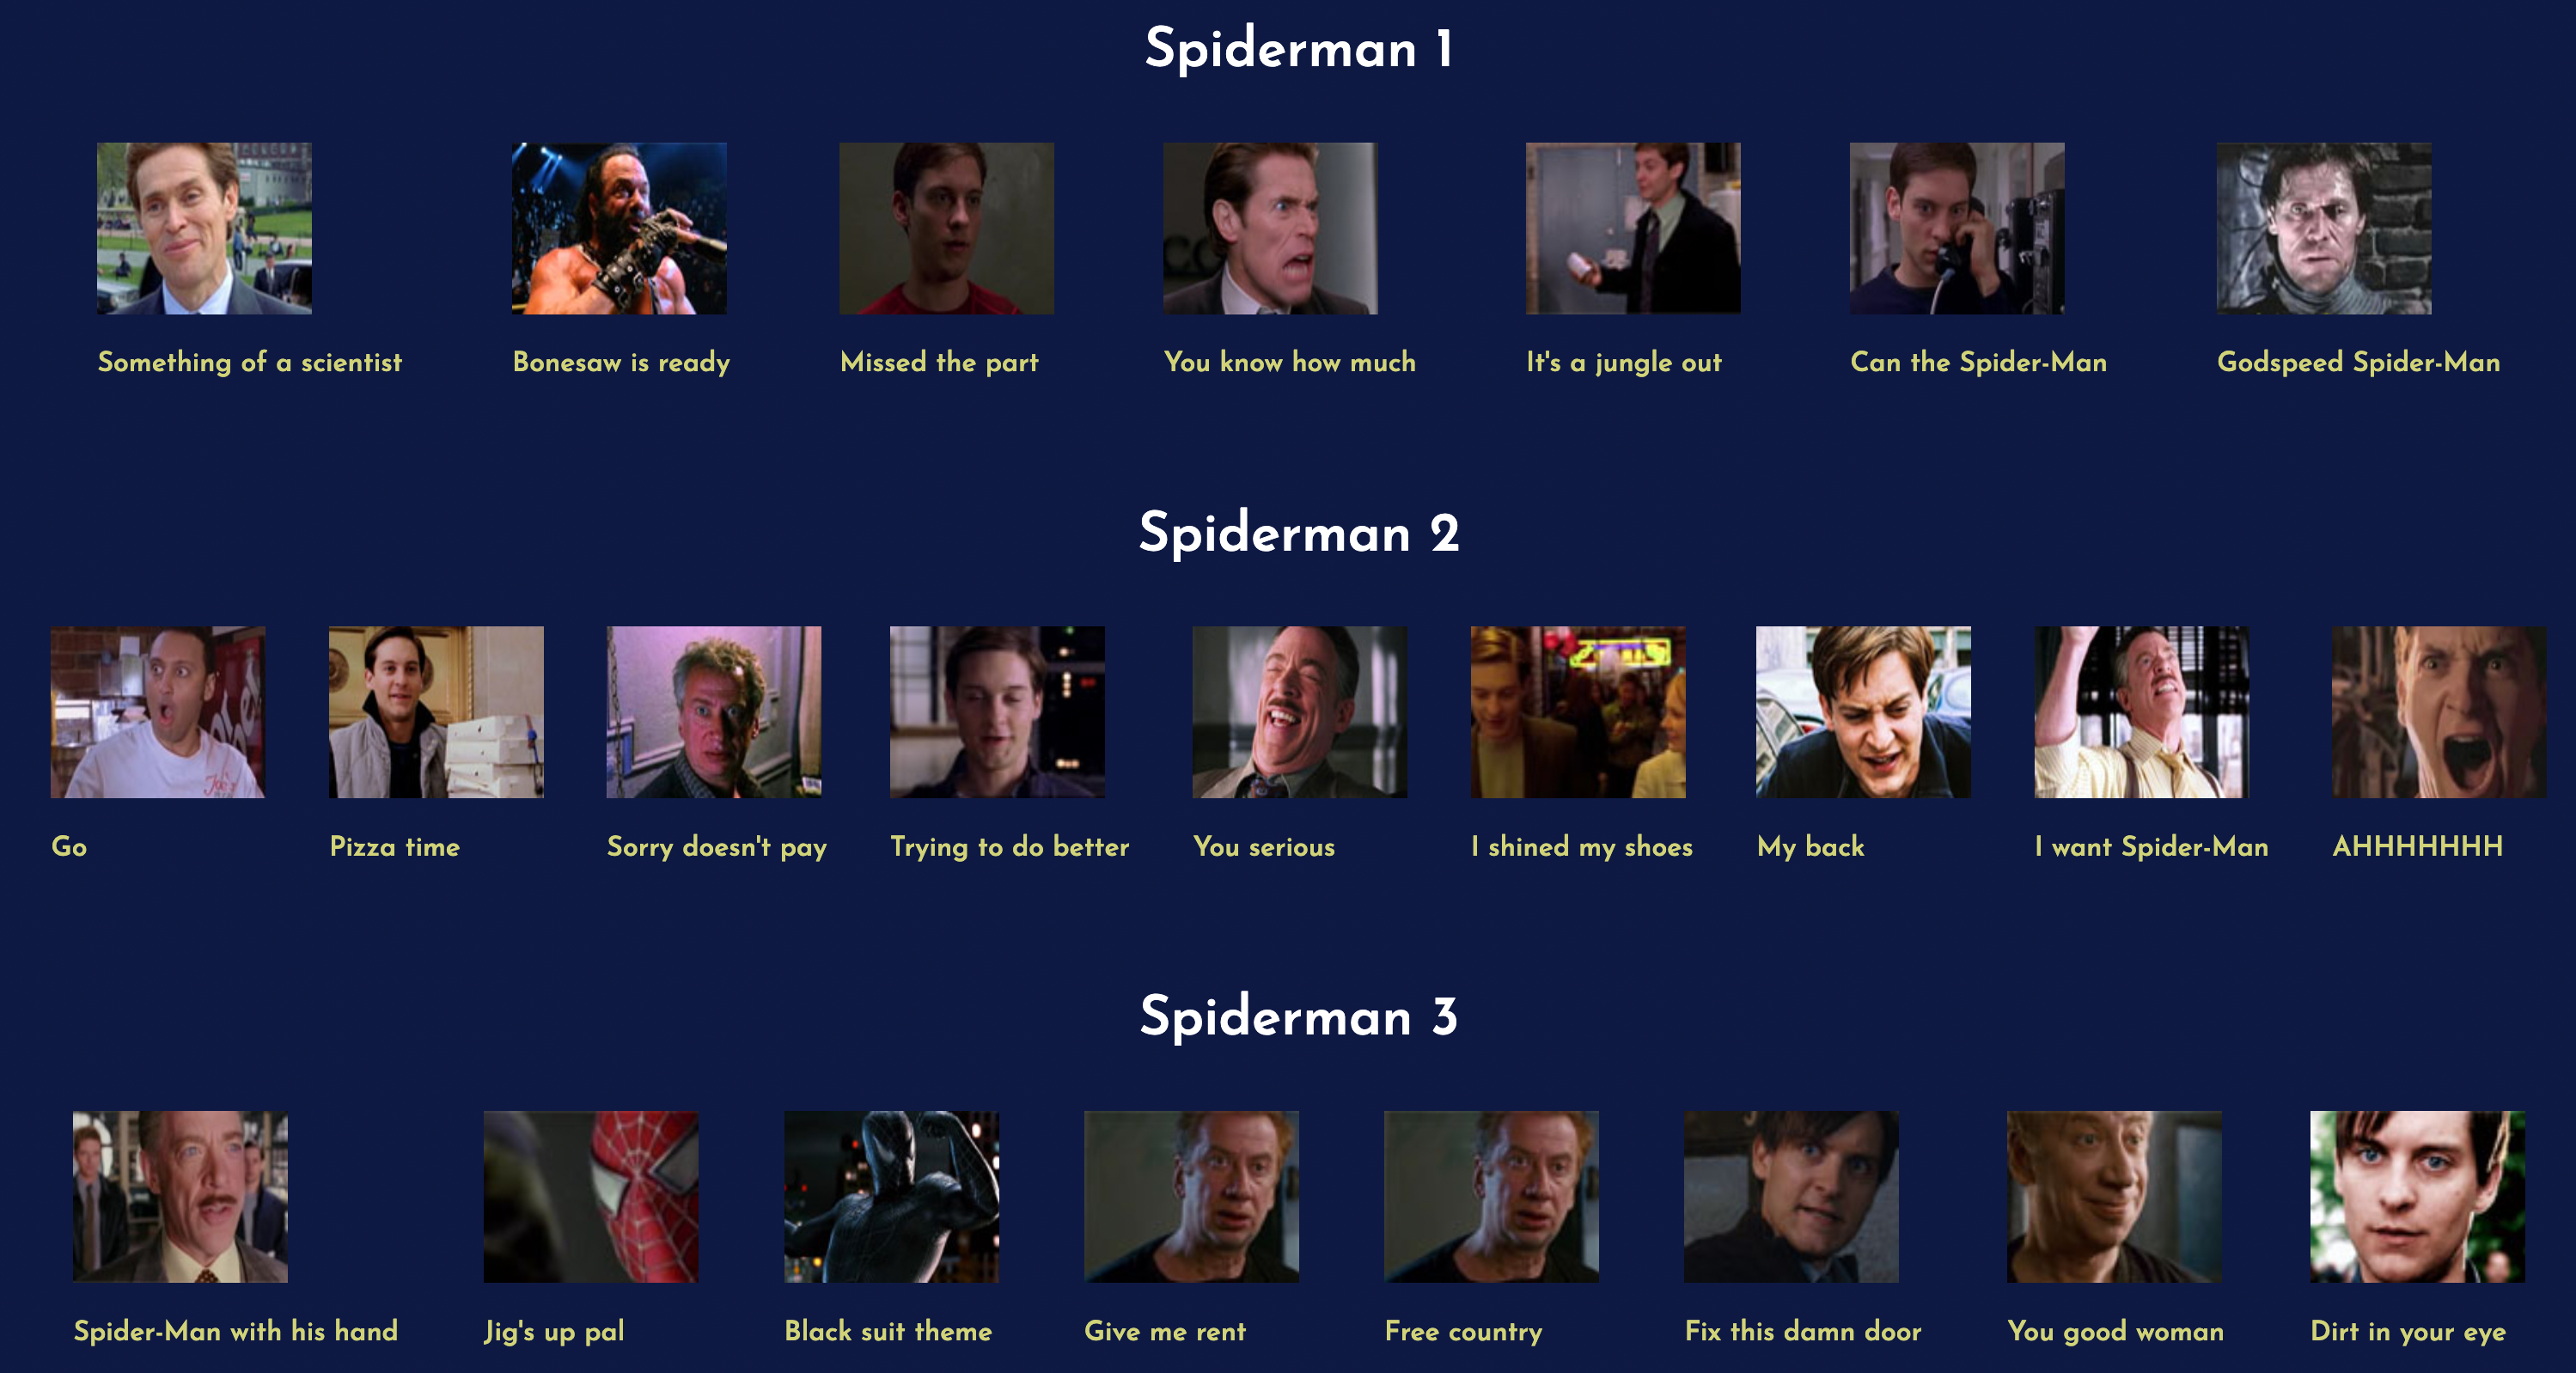 Spiderman 1
Something of a scientist
Bonesaw is ready
Missed the part
You know how much
It's a jungle out
Can the Spider-Man
Godspeed Spider-Man
Spiderman 2
Go
Pizza time
Sorry doesn't pay
Trying to do better
You serious
I shined my shoes
My back
I want Spider-Man
AHHHHHHH
Spiderman 3
Spider-Man with his hand
Jig's up pal
Black suit theme
Give me rent
Free country
Fix this damn door
You good woman
Dirt in your eye